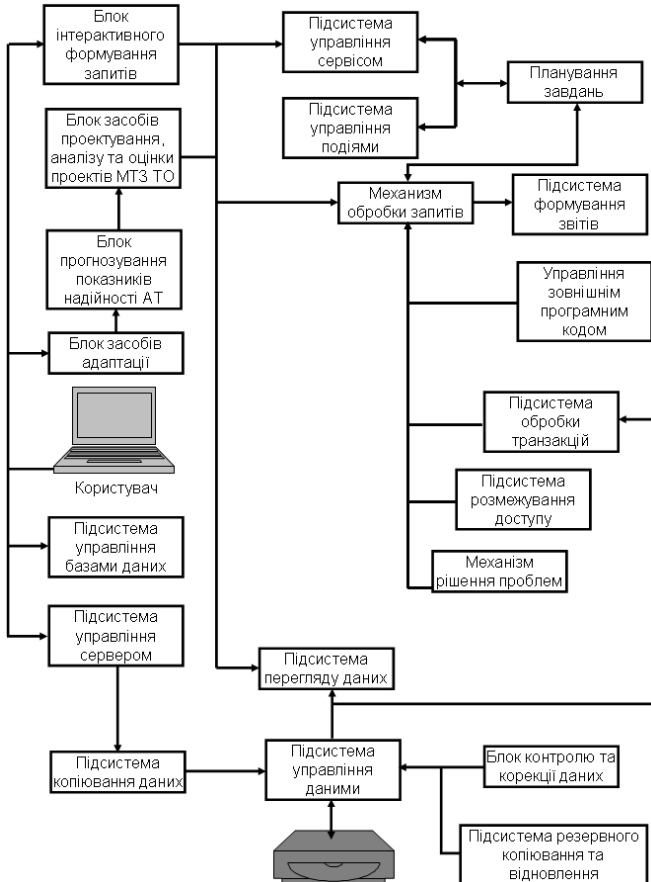 Блок
інтерактивного
формування
запитів
Підсистема
управління
сервісом
Планування
завдань
Блок засобів
проектування,
аналізу та оцінки
проектів МТЗ ТО
Підсистема
управління
подіями
Механизм
обробки запитів
Підсистема
формування
звітів
Блок
прогнозування
показників
надійності АТ
Управління
зовнішнім
програмним
кодом
Блок засобів
адаптації
Підсистема
обробки
транзакцій
Користувач
Підсистема
розмежування
доступу
Підсистема
управління
базами даних
Механізм
рішення проблем
Підсистема
управління
сервером
Підсистема
перегляду даних
Підсистема
копіювання даних
Підсистема
управління
даними
Блок контролю та
корекції даних
Підсистема резервного
копіювання та
відновлення